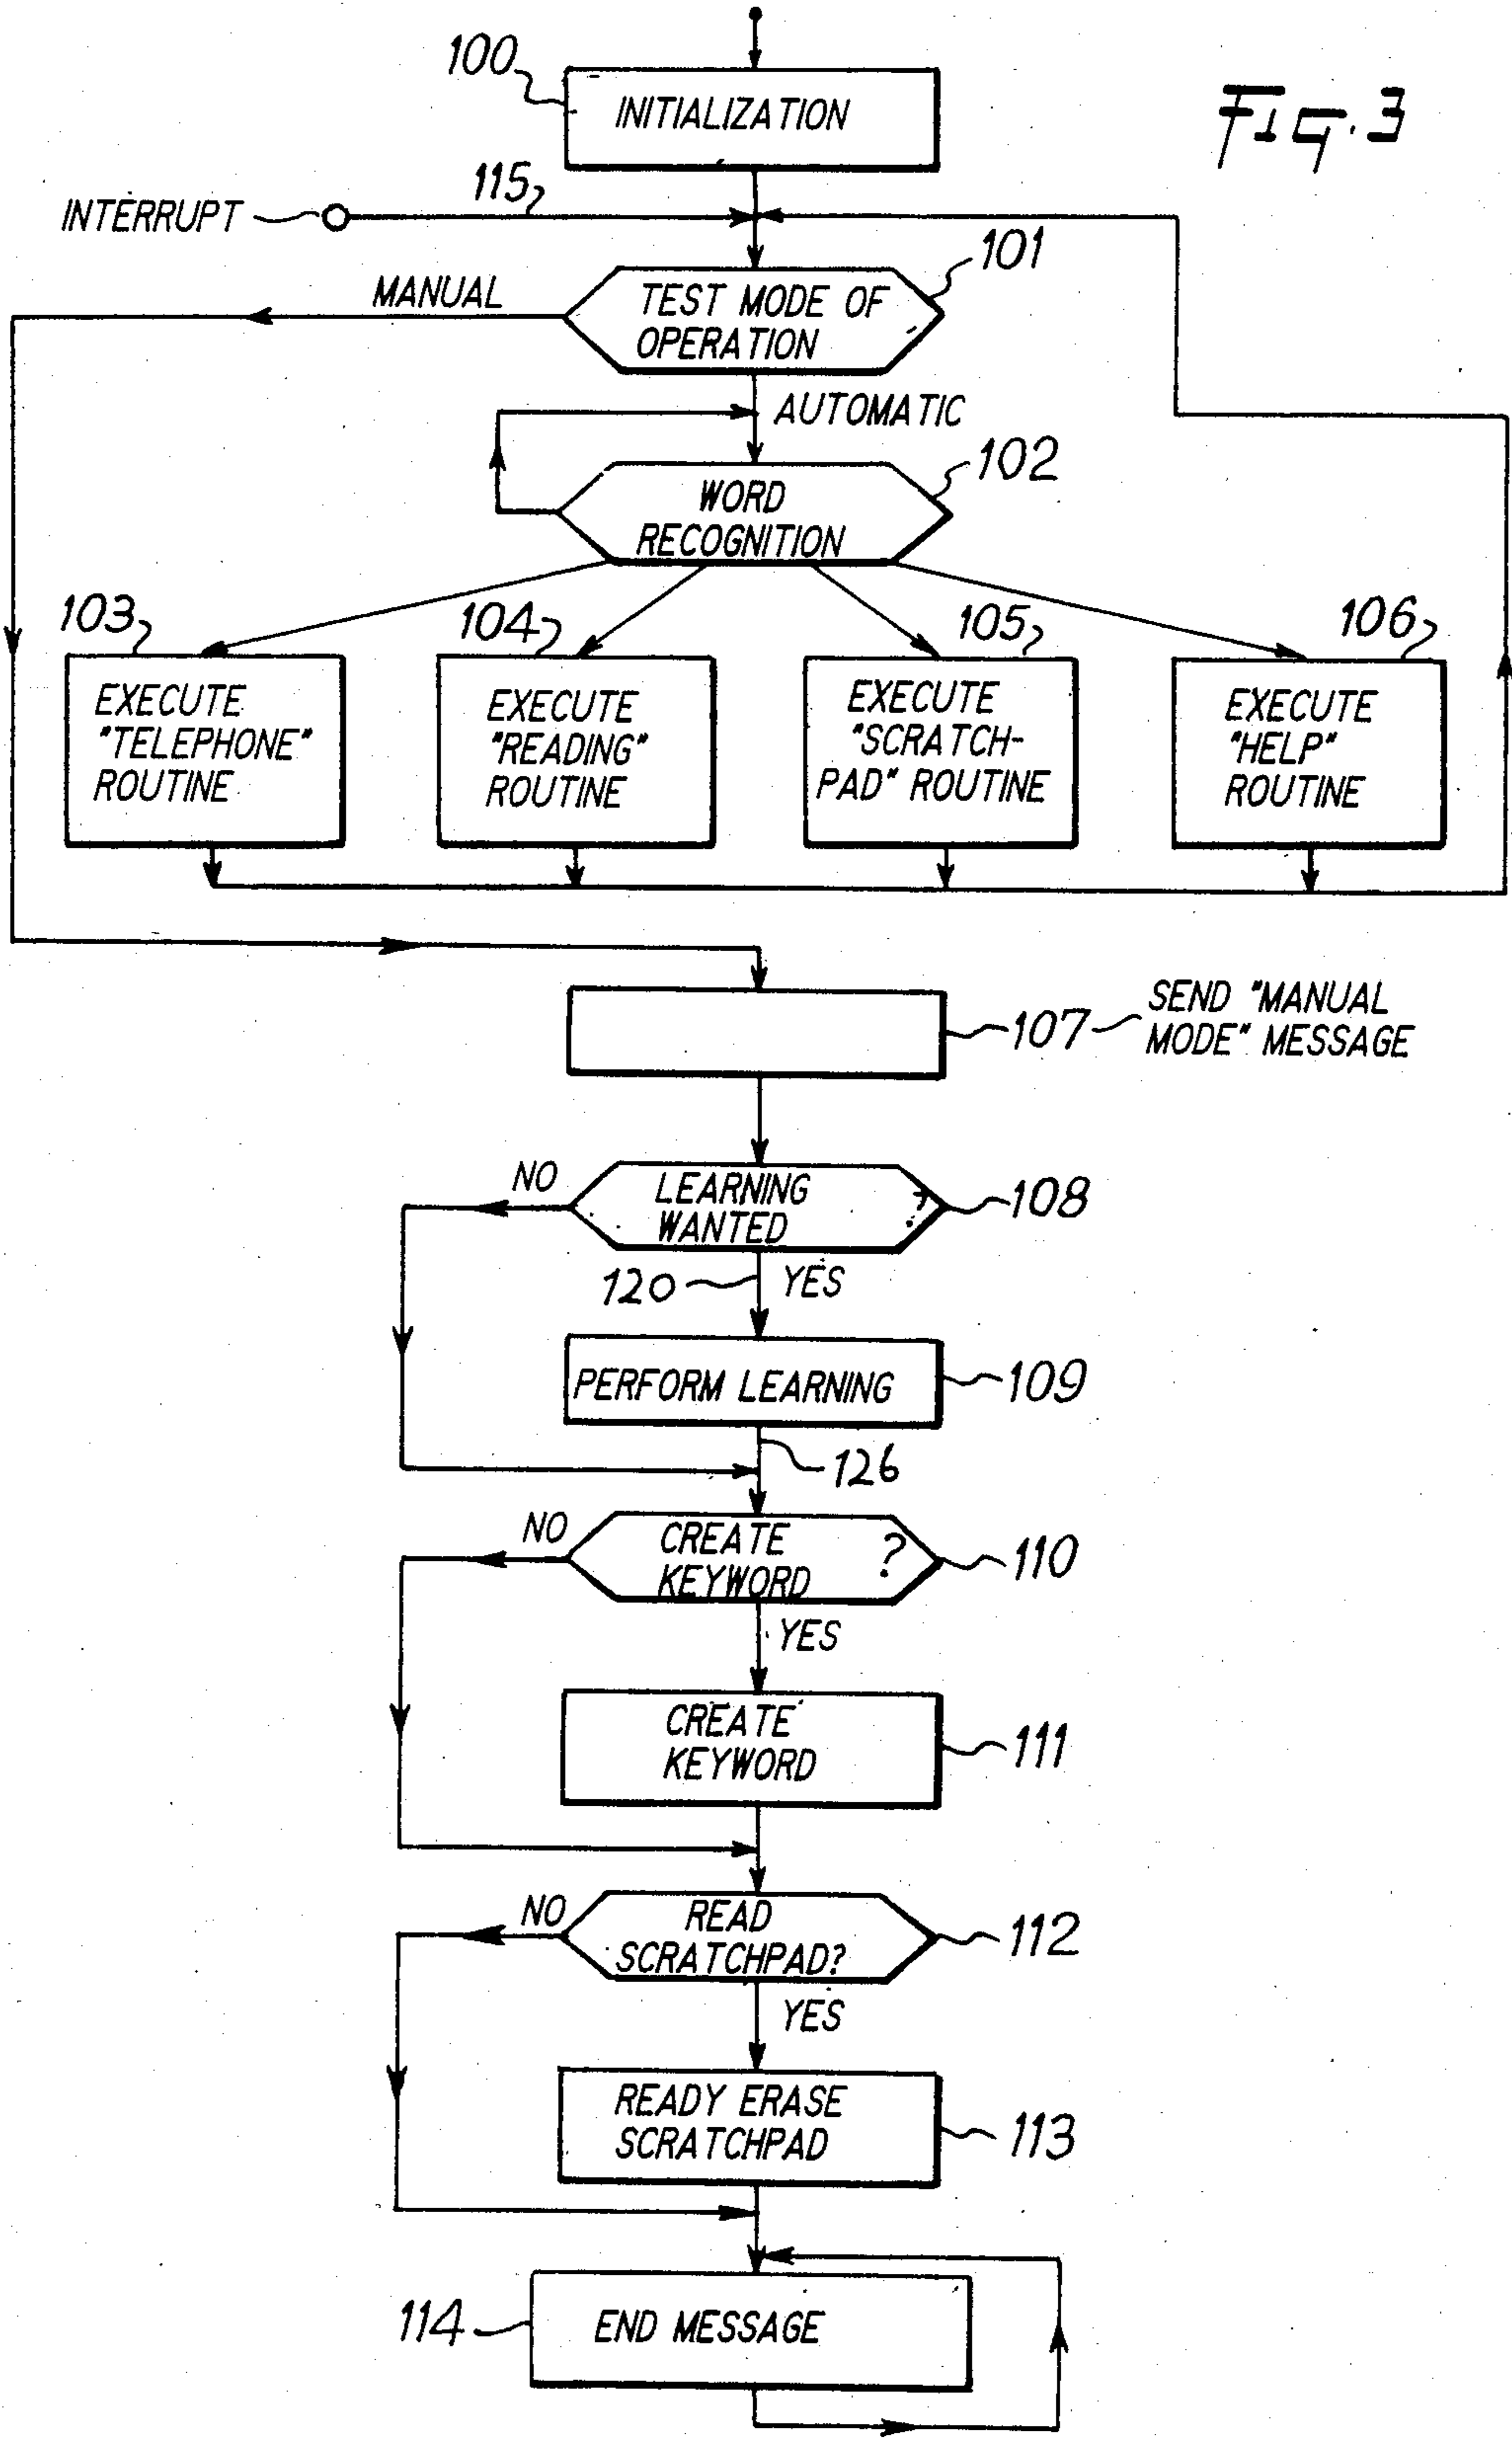 100
INITIALIZATION
Fig. 3
115
INTERRUPT
101
MANUAL
TEST MODE OF
OPERATION
AUTOMATIC
102
WORD
RECOGNITION
103
104
105
106
EXECUTE
"TELEPHONE"
ROUTINE
EXECUTE
"READING"
ROUTINE
EXECUTE
"SCRATCH-
PAD" ROUTINE
EXECUTE
"HELP"
ROUTINE
107
SEND "MANUAL
MODE" MESSAGE
NO
LEARNING
WANTED ?
108
120
YES
PERFORM LEARNING
109
126
NO
CREATE
KEYWORD ?
110
YES
CREATE
KEYWORD
111
NO
READ
SCRATCHPAD?
112
YES
READY ERASE
SCRATCHPAD
113
114
END MESSAGE